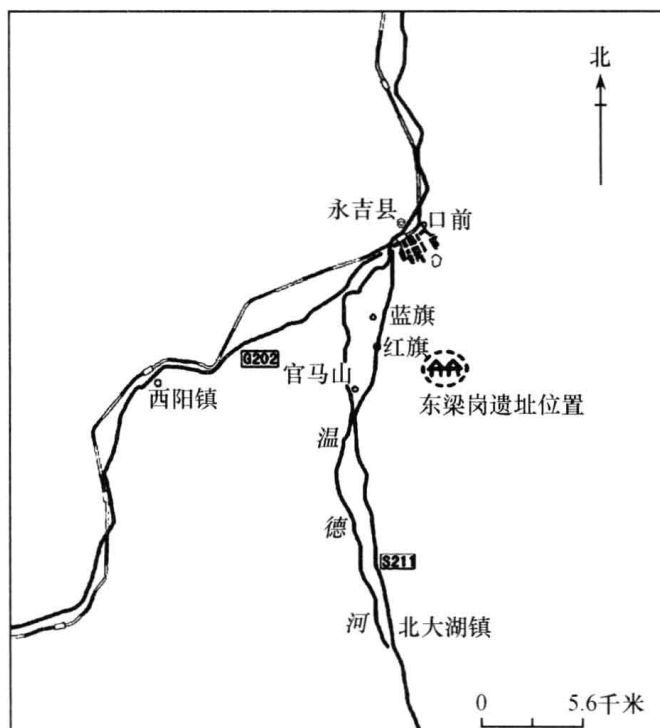 北
永吉县
口前
蓝旗
红旗
G202
官马山
西阳镇
东梁岗遗址位置
温
德
河
S211
北大湖镇
0 5.6千米